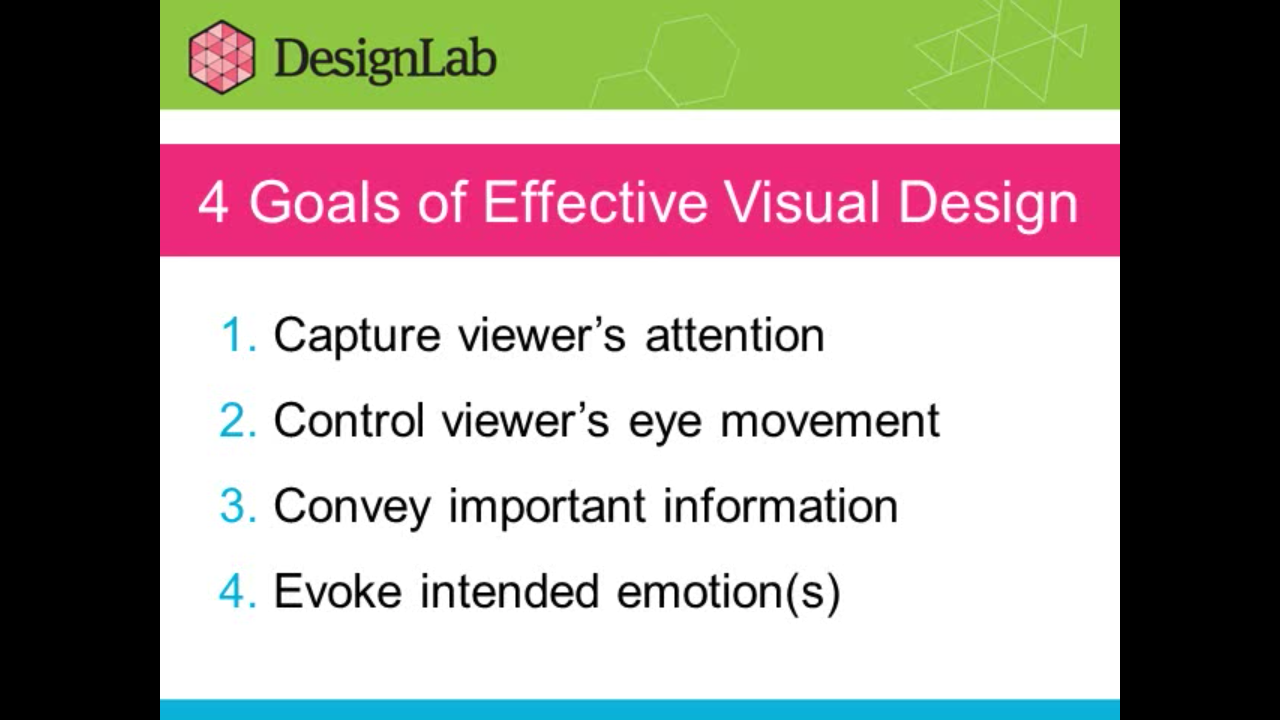 DesignLab
4 Goals of Effective Visual Design
1. Capture viewer’s attention
2. Control viewer’s eye movement
3. Convey important information
4. Evoke intended emotion(s)